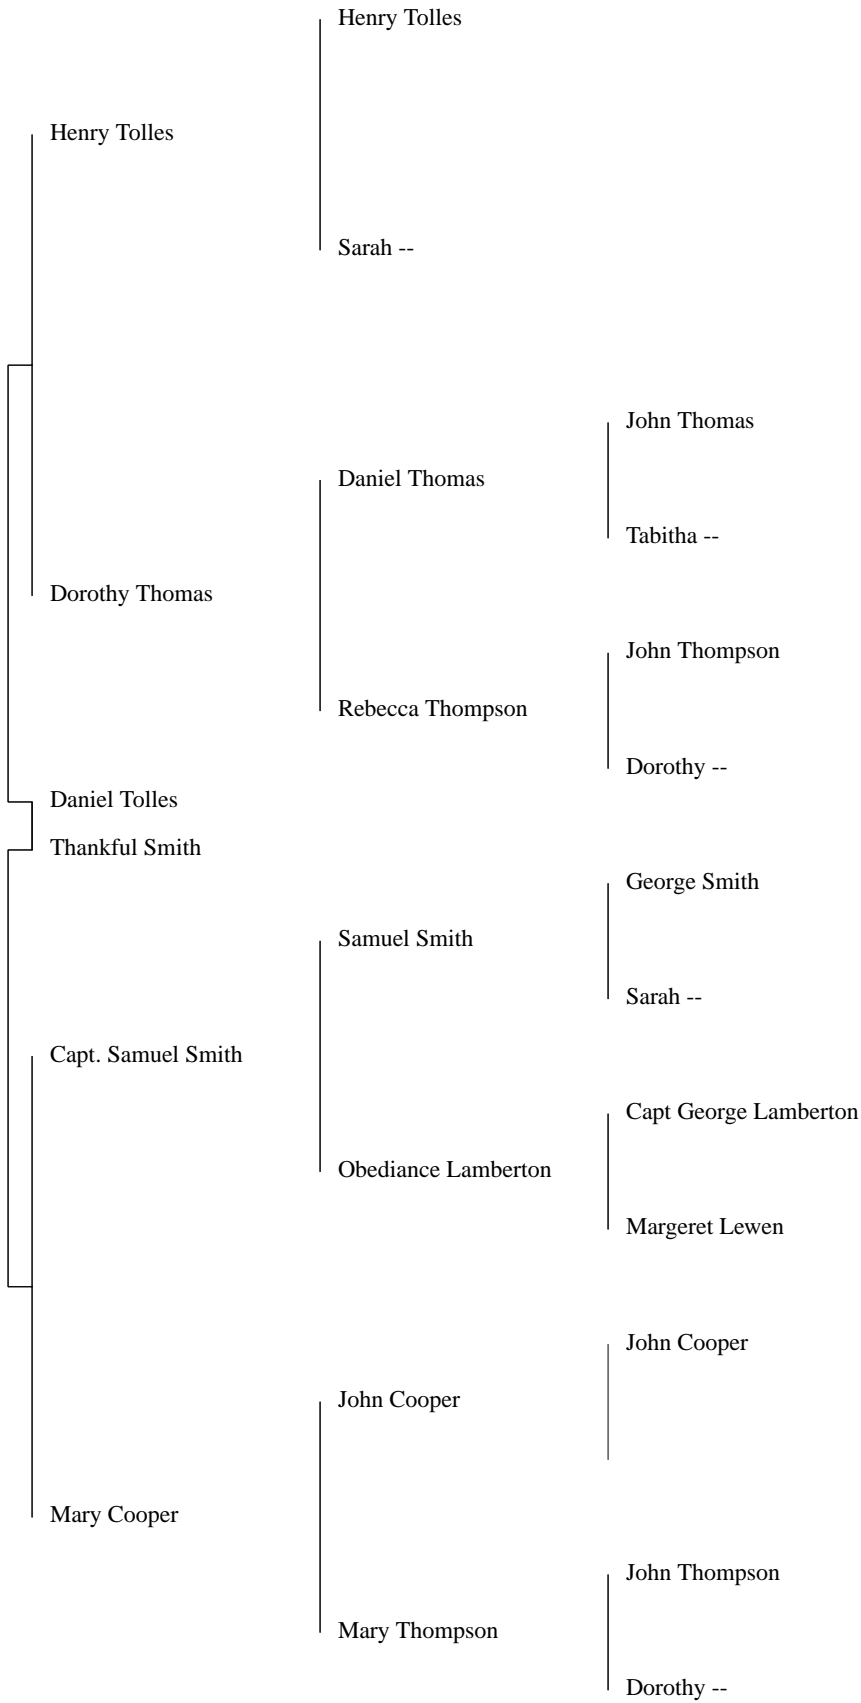 Henry Tolles
Henry Tolles
Sarah --
John Thomas
Daniel Thomas
Tabitha --
Dorothy Thomas
John Thompson
Rebecca Thompson
Dorothy --
Daniel Tolles
Thankful Smith
George Smith
Samuel Smith
Sarah --
Capt. Samuel Smith
Capt George Lamberton
Obediance Lamberton
Margeret Lewen
John Cooper
John Cooper
Mary Cooper
John Thompson
Mary Thompson
Dorothy --